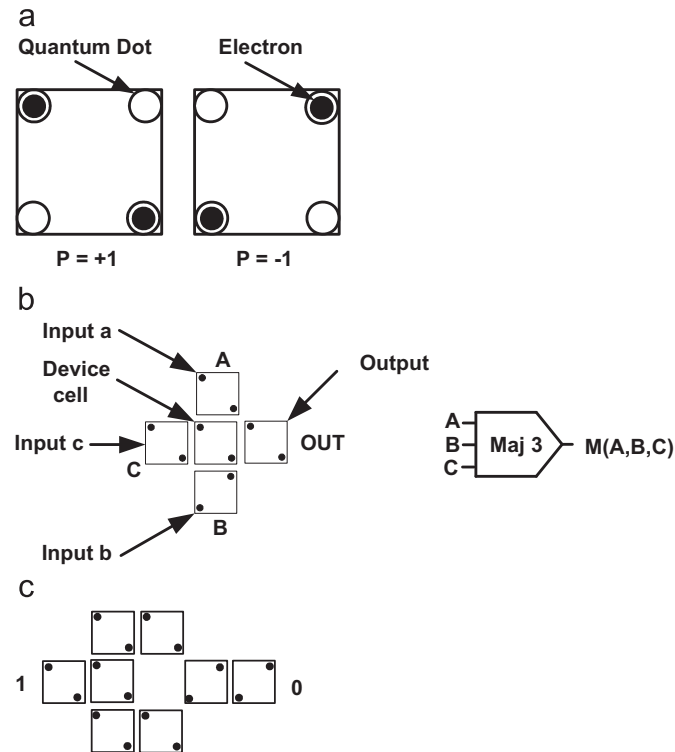 a
Quantum Dot
Electron
P = +1
P = -1
b
Input a
A
Device
cell
Output
Input c
C
OUT
B
Input b
A
B
C
Maj 3
M(A,B,C)
c
1
0